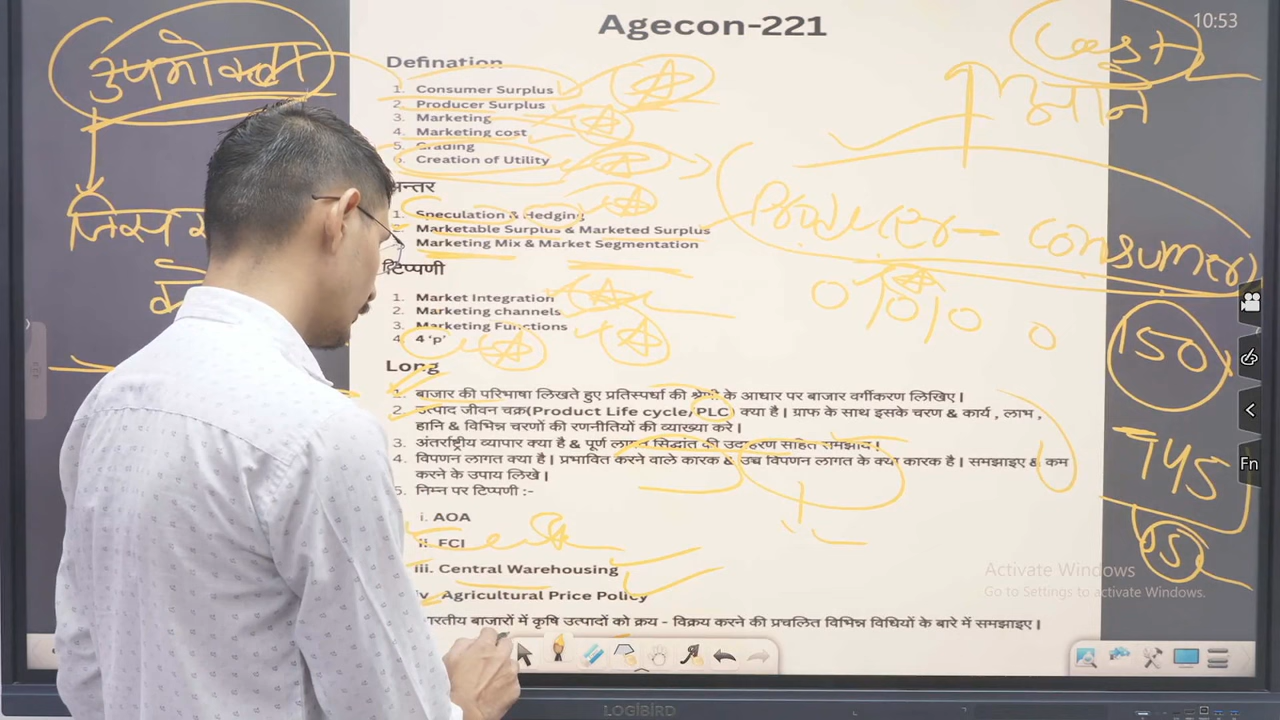 Agecon-221
10:53
Defination
1. Consumer Surplus
2. Producer Surplus
3. Marketing
4. Marketing cost
5. Grading
6. Creation of Utility
अन्तर
1. Speculation & Hedging
2. Marketable Surplus & Marketed Surplus
Marketing Mix & Market Segmentation
टिप्पणी
1. Market Integration
2. Marketing channels
3. Marketing Functions
4. 4 'p'
Long
1. बाजार की परिभाषा लिखते हुए प्रतिस्पर्धा की श्रेणी के आधार पर बाजार वर्गीकरण लिखिए।
2. उत्पाद जीवन चक्र(Product Life cycle/PLC) क्या है। ग्राफ के साथ इसके चरण & कार्य, लाभ,
हानि & विभिन्न चरणों की रणनीतियों की व्याख्या करे।
3. अंतर्राष्ट्रीय व्यापार क्या है & पूर्ण लागत सिद्धांत की उदाहरण सहित समझाद!
4. विपणन लागत क्या है। प्रभावित करने वाले कारक & उच्च विपणन लागत के क्या कारक है। समझाइए & कम
करने के उपाय लिखे।
5. निम्न पर टिप्पणी :-
i. AOA
ii. FCI
iii. Central Warehousing
iv Agricultural Price Policy
भारतीय बाजारों में कृषि उत्पादों को क्रय - विक्रय करने की प्रचलित विभिन्न विधियों के बारे में समझाइए।
उपभोक्ता
जिस
Cost
Producer - Consumer
150
145
Fn
Activate Windows
Go to Settings to activate Windows.
LOGIBIRD